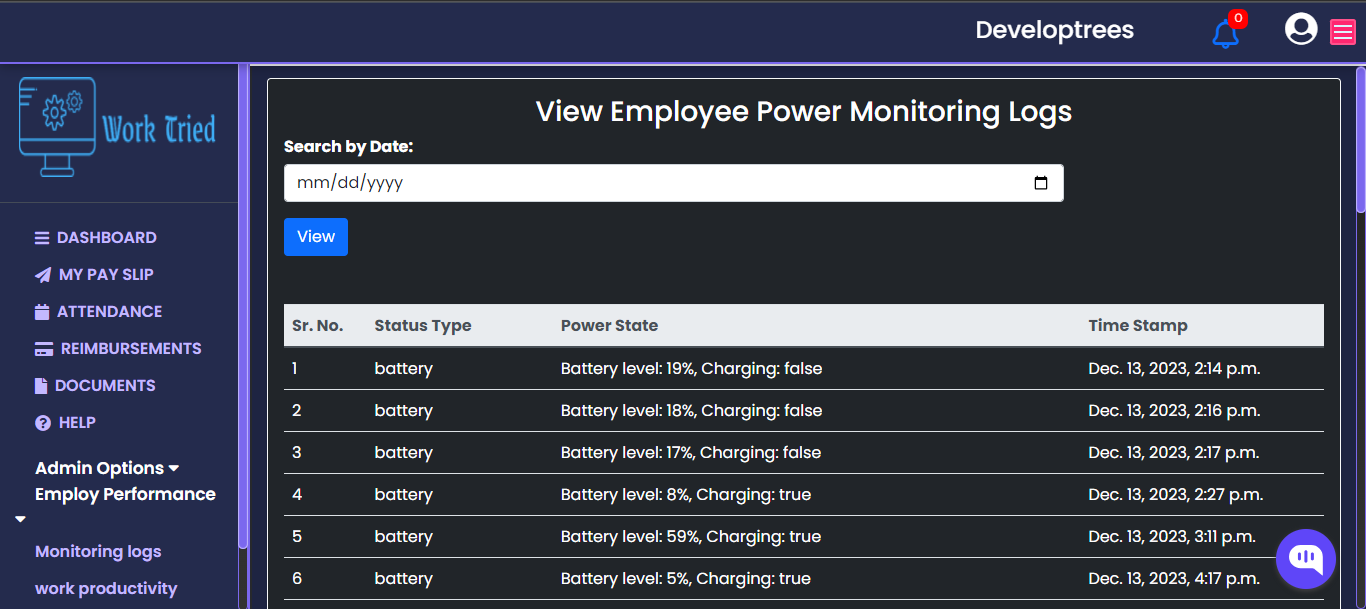 Developtrees
0
Work Tried
DASHBOARD
MY PAY SLIP
ATTENDANCE
REIMBURSEMENTS
DOCUMENTS
HELP
Admin Options
Employ Performance
Monitoring logs
work productivity
View Employee Power Monitoring Logs
Search by Date:
mm/dd/yyyy
View
Sr. No. Status Type Power State Time Stamp
1 battery Battery level: 19%, Charging: false Dec. 13, 2023, 2:14 p.m.
2 battery Battery level: 18%, Charging: false Dec. 13, 2023, 2:16 p.m.
3 battery Battery level: 17%, Charging: false Dec. 13, 2023, 2:17 p.m.
4 battery Battery level: 8%, Charging: true Dec. 13, 2023, 2:27 p.m.
5 battery Battery level: 59%, Charging: true Dec. 13, 2023, 3:11 p.m.
6 battery Battery level: 5%, Charging: true Dec. 13, 2023, 4:17 p.m.